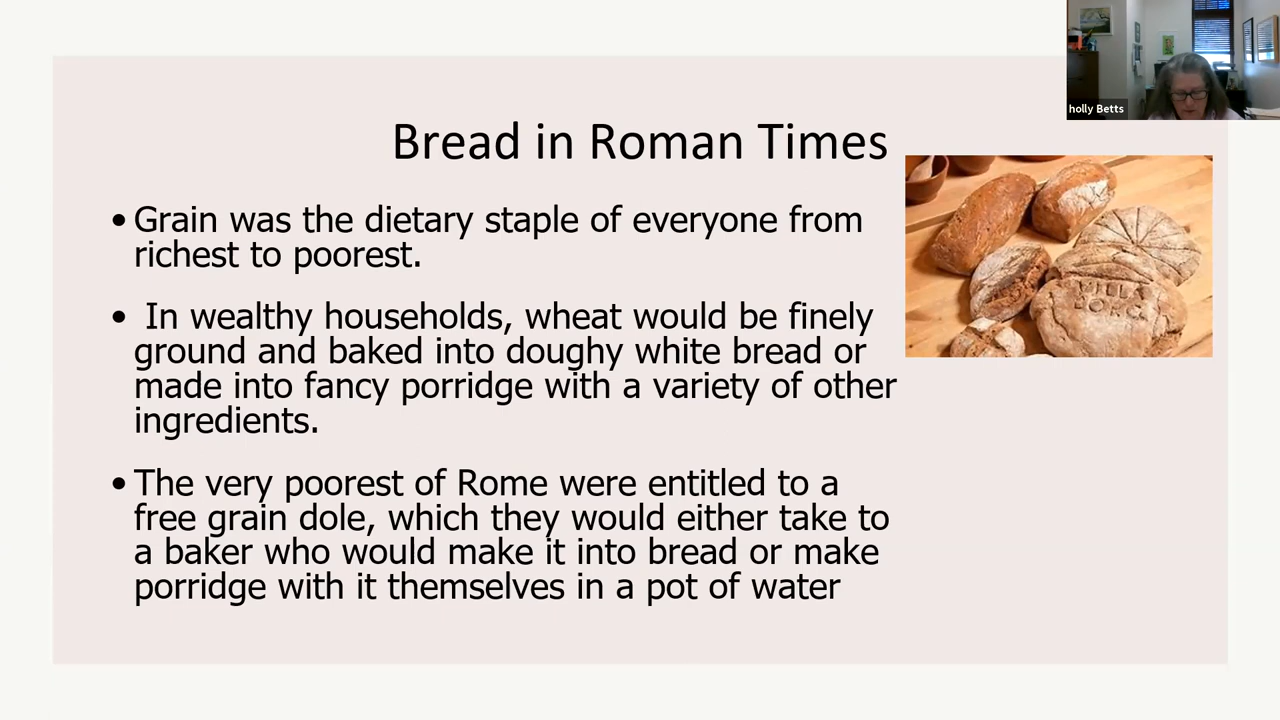 holly Betts
Bread in Roman Times
• Grain was the dietary staple of everyone from
richest to poorest.
• In wealthy households, wheat would be finely
ground and baked into doughy white bread or
made into fancy porridge with a variety of other
ingredients.
• The very poorest of Rome were entitled to a
free grain dole, which they would either take to
a baker who would make it into bread or make
porridge with it themselves in a pot of water
VILLA
BORG